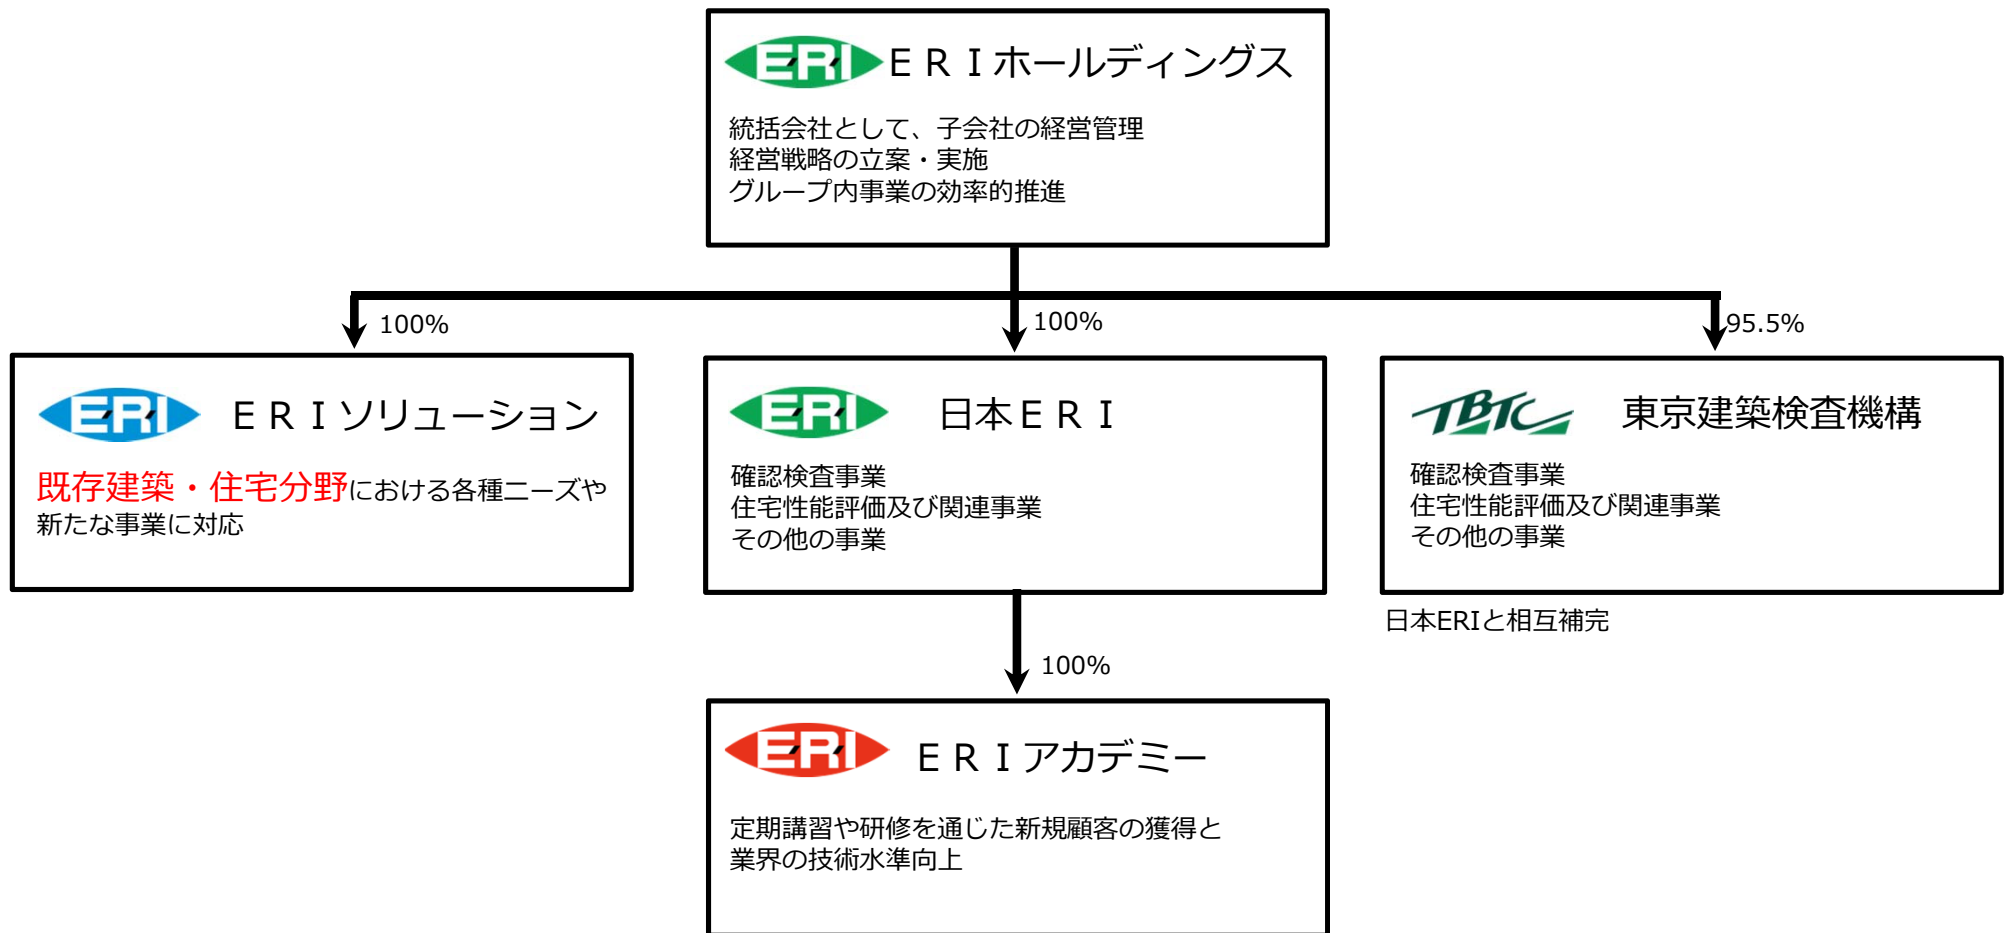 ERI ＥＲＩホールディングス
統括会社として、子会社の経営管理
経営戦略の立案・実施
グループ内事業の効率的推進
100%
100%
95.5%
ERI ＥＲＩソリューション
既存建築・住宅分野における各種ニーズや
新たな事業に対応
ERI 日本ＥＲＩ
確認検査事業
住宅性能評価及び関連事業
その他の事業
TBTC 東京建築検査機構
確認検査事業
住宅性能評価及び関連事業
その他の事業
日本ERIと相互補完
100%
ERI ＥＲＩアカデミー
定期講習や研修を通じた新規顧客の獲得と
業界の技術水準向上